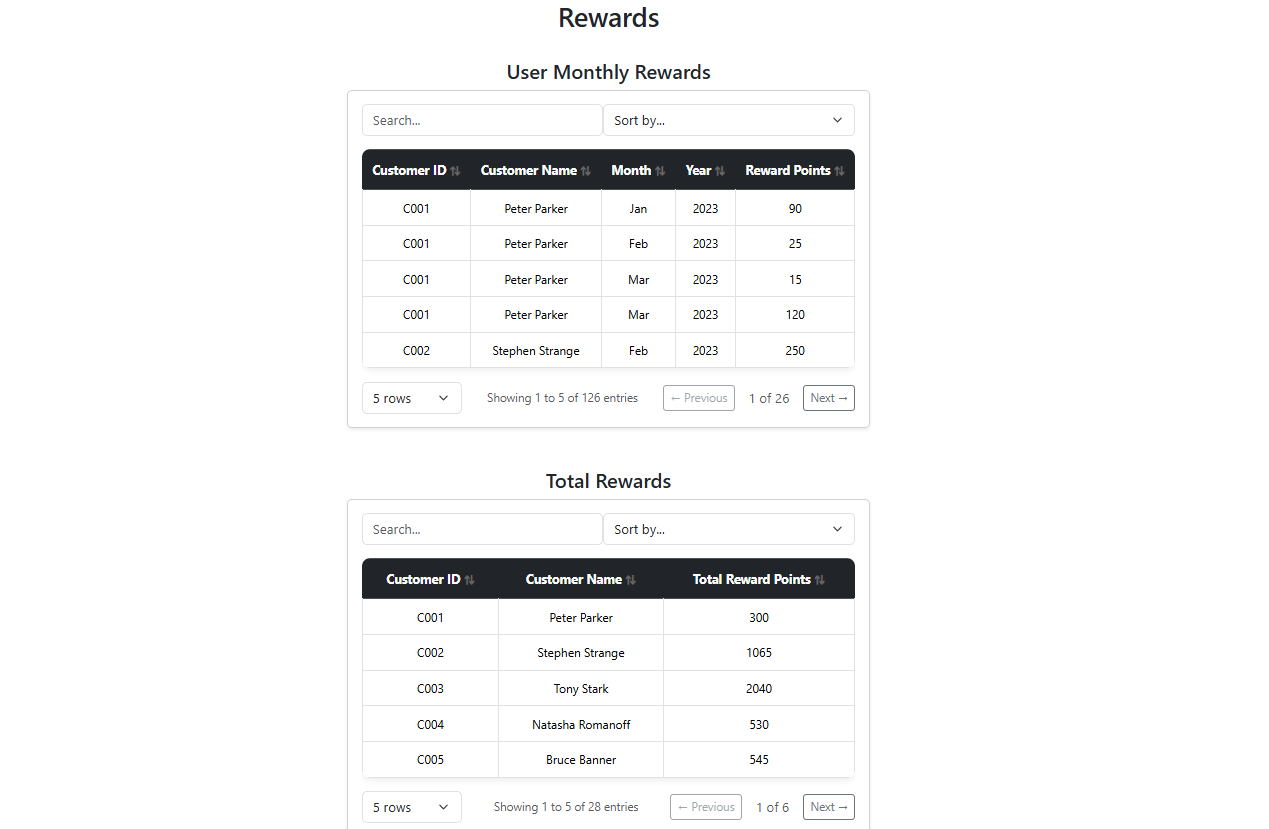 Rewards
User Monthly Rewards
Search...
Sort by...
Customer ID ⇅ Customer Name ⇅ Month ⇅ Year ⇅ Reward Points ⇅
C001 Peter Parker Jan 2023 90
C001 Peter Parker Feb 2023 25
C001 Peter Parker Mar 2023 15
C001 Peter Parker Mar 2023 120
C002 Stephen Strange Feb 2023 250
5 rows Showing 1 to 5 of 126 entries ← Previous 1 of 26 Next →
Total Rewards
Search...
Sort by...
Customer ID ⇅ Customer Name ⇅ Total Reward Points ⇅
C001 Peter Parker 300
C002 Stephen Strange 1065
C003 Tony Stark 2040
C004 Natasha Romanoff 530
C005 Bruce Banner 545
5 rows Showing 1 to 5 of 28 entries ← Previous 1 of 6 Next →